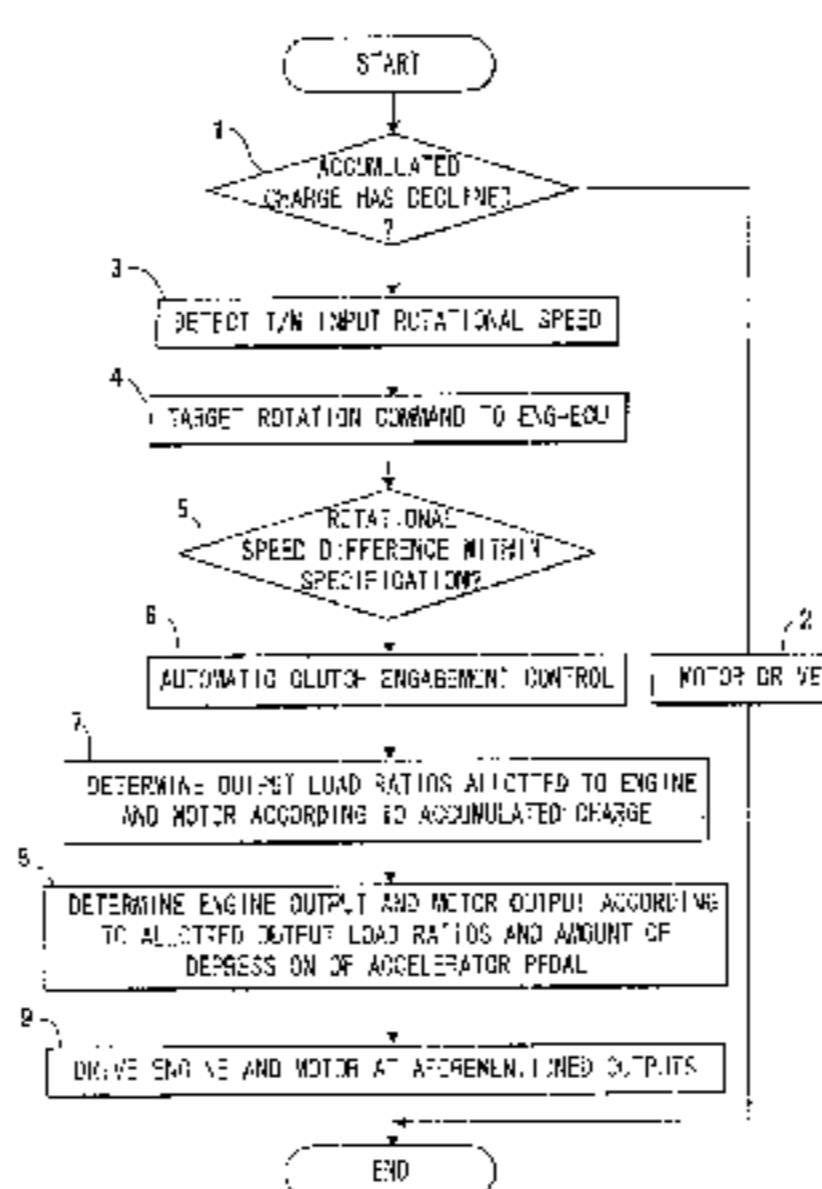 START
1
ACCUMULATED
CHARGE HAS DECLINED
?
3
DETECT T/M INPUT ROTATIONAL SPEED
4
TARGET ROTATION COMMAND TO ENG-ECU
5
ROTATIONAL
SPEED DIFFERENCE WITHIN
SPECIFICATION?
6
AUTOMATIC CLUTCH ENGAGEMENT CONTROL
2
MOTOR DRIVE
7
DETERMINE OUTPUT LOAD RATIOS ALLOTTED TO ENGINE
AND MOTOR ACCORDING TO ACCUMULATED CHARGE
DETERMINE ENGINE OUTPUT AND MOTOR OUTPUT ACCORDING
TO ALLOTTED OUTPUT LOAD RATIOS AND AMOUNT OF
DEPRESSION OF ACCELERATOR PEDAL
9
DRIVE ENGINE AND MOTOR AT AFOREMENTIONED OUTPUTS
END